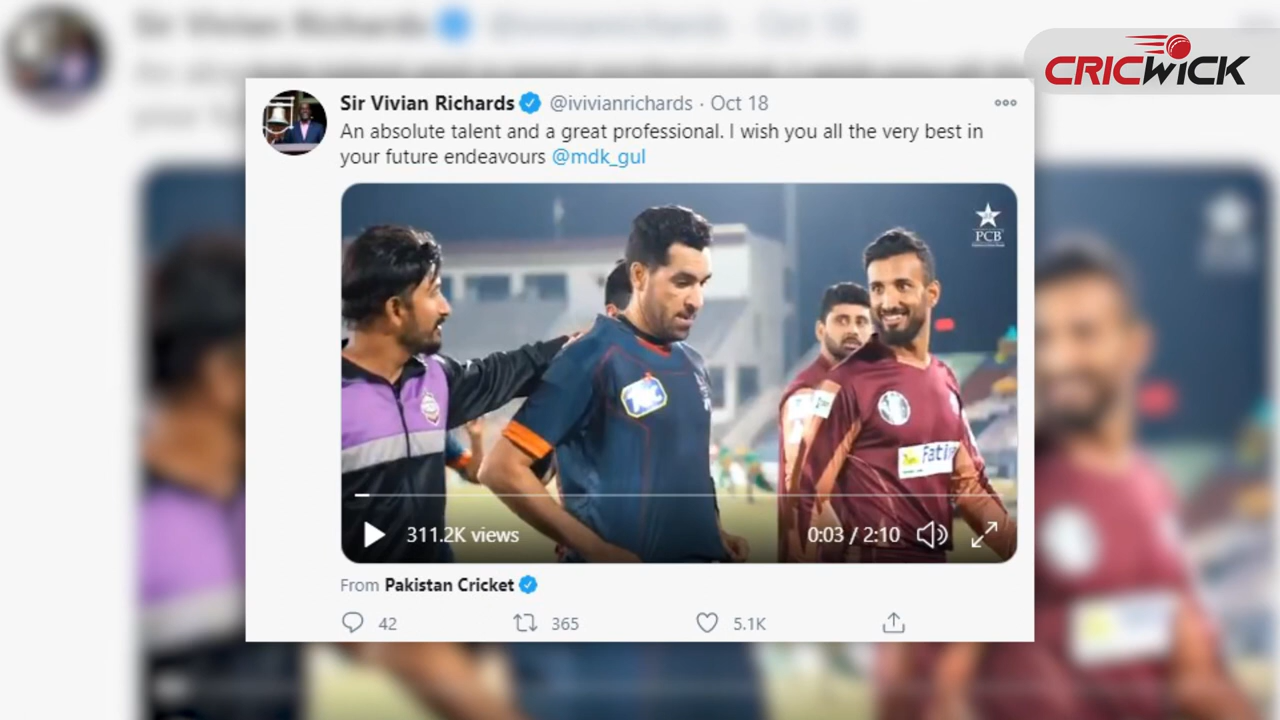 CRICWICK
Sir Vivian Richards @ivivianrichards · Oct 18
An absolute talent and a great professional. I wish you all the very best in
your future endeavours @mdk_gul
PCB
Fati
311.2K views
0:03 / 2:10
From Pakistan Cricket
42
365
5.1K